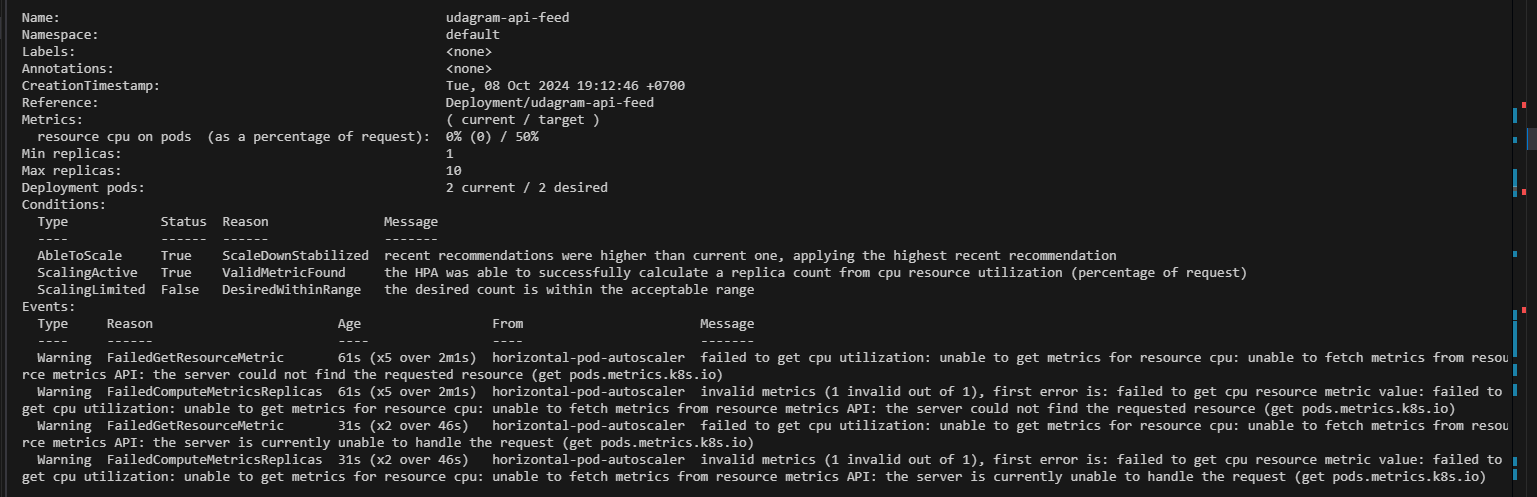 Name:                                                  udagram-api-feed
Namespace:                                             default
Labels:                                                <none>
Annotations:                                           <none>
CreationTimestamp:                                     Tue, 08 Oct 2024 19:12:46 +0700
Reference:                                             Deployment/udagram-api-feed
Metrics:                                               ( current / target )
  resource cpu on pods  (as a percentage of request):  0% (0) / 50%
Min replicas:                                          1
Max replicas:                                          10
Deployment pods:                                       2 current / 2 desired
Conditions:
  Type            Status  Reason               Message
  ----            ------  ------               -------
  AbleToScale     True    ScaleDownStabilized  recent recommendations were higher than current one, applying the highest recent recommendation
  ScalingActive   True    ValidMetricFound     the HPA was able to successfully calculate a replica count from cpu resource utilization (percentage of request)
  ScalingLimited  False   DesiredWithinRange   the desired count is within the acceptable range
Events:
  Type     Reason                        Age                 From                       Message
  ----     ------                        ----                ----                       -------
  Warning  FailedGetResourceMetric       61s (x5 over 2m1s)  horizontal-pod-autoscaler  failed to get cpu utilization: unable to get metrics for resource cpu: unable to fetch metrics from resou
rce metrics API: the server could not find the requested resource (get pods.metrics.k8s.io)
  Warning  FailedComputeMetricsReplicas  61s (x5 over 2m1s)  horizontal-pod-autoscaler  invalid metrics (1 invalid out of 1), first error is: failed to get cpu resource metric value: failed to
get cpu utilization: unable to get metrics for resource cpu: unable to fetch metrics from resource metrics API: the server could not find the requested resource (get pods.metrics.k8s.io)
  Warning  FailedGetResourceMetric       31s (x2 over 46s)   horizontal-pod-autoscaler  failed to get cpu utilization: unable to get metrics for resource cpu: unable to fetch metrics from resou
rce metrics API: the server is currently unable to handle the request (get pods.metrics.k8s.io)
  Warning  FailedComputeMetricsReplicas  31s (x2 over 46s)   horizontal-pod-autoscaler  invalid metrics (1 invalid out of 1), first error is: failed to get cpu resource metric value: failed to
get cpu utilization: unable to get metrics for resource cpu: unable to fetch metrics from resource metrics API: the server is currently unable to handle the request (get pods.metrics.k8s.io)